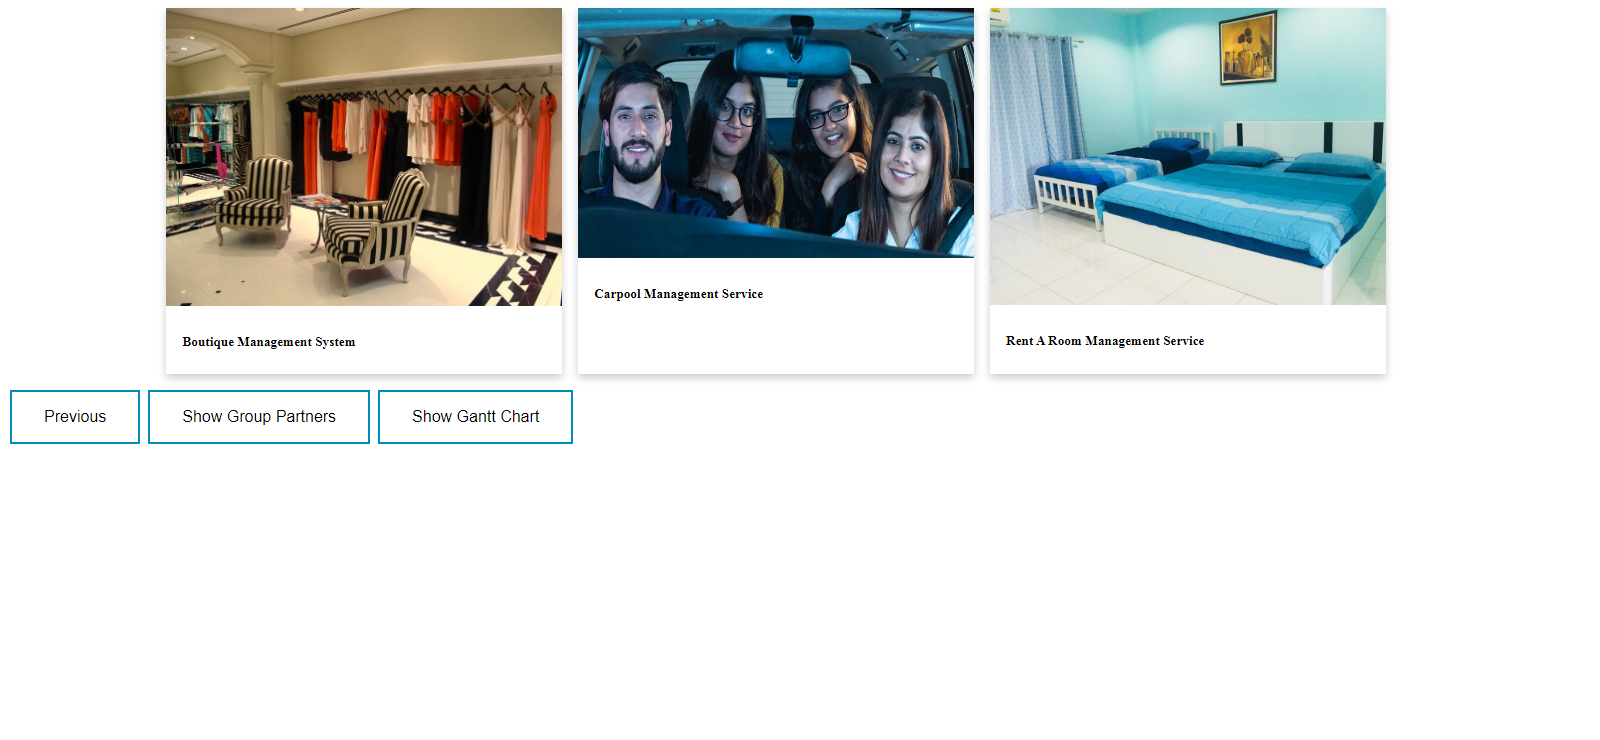 Boutique Management System
Carpool Management Service
Rent A Room Management Service
Previous
Show Group Partners
Show Gantt Chart